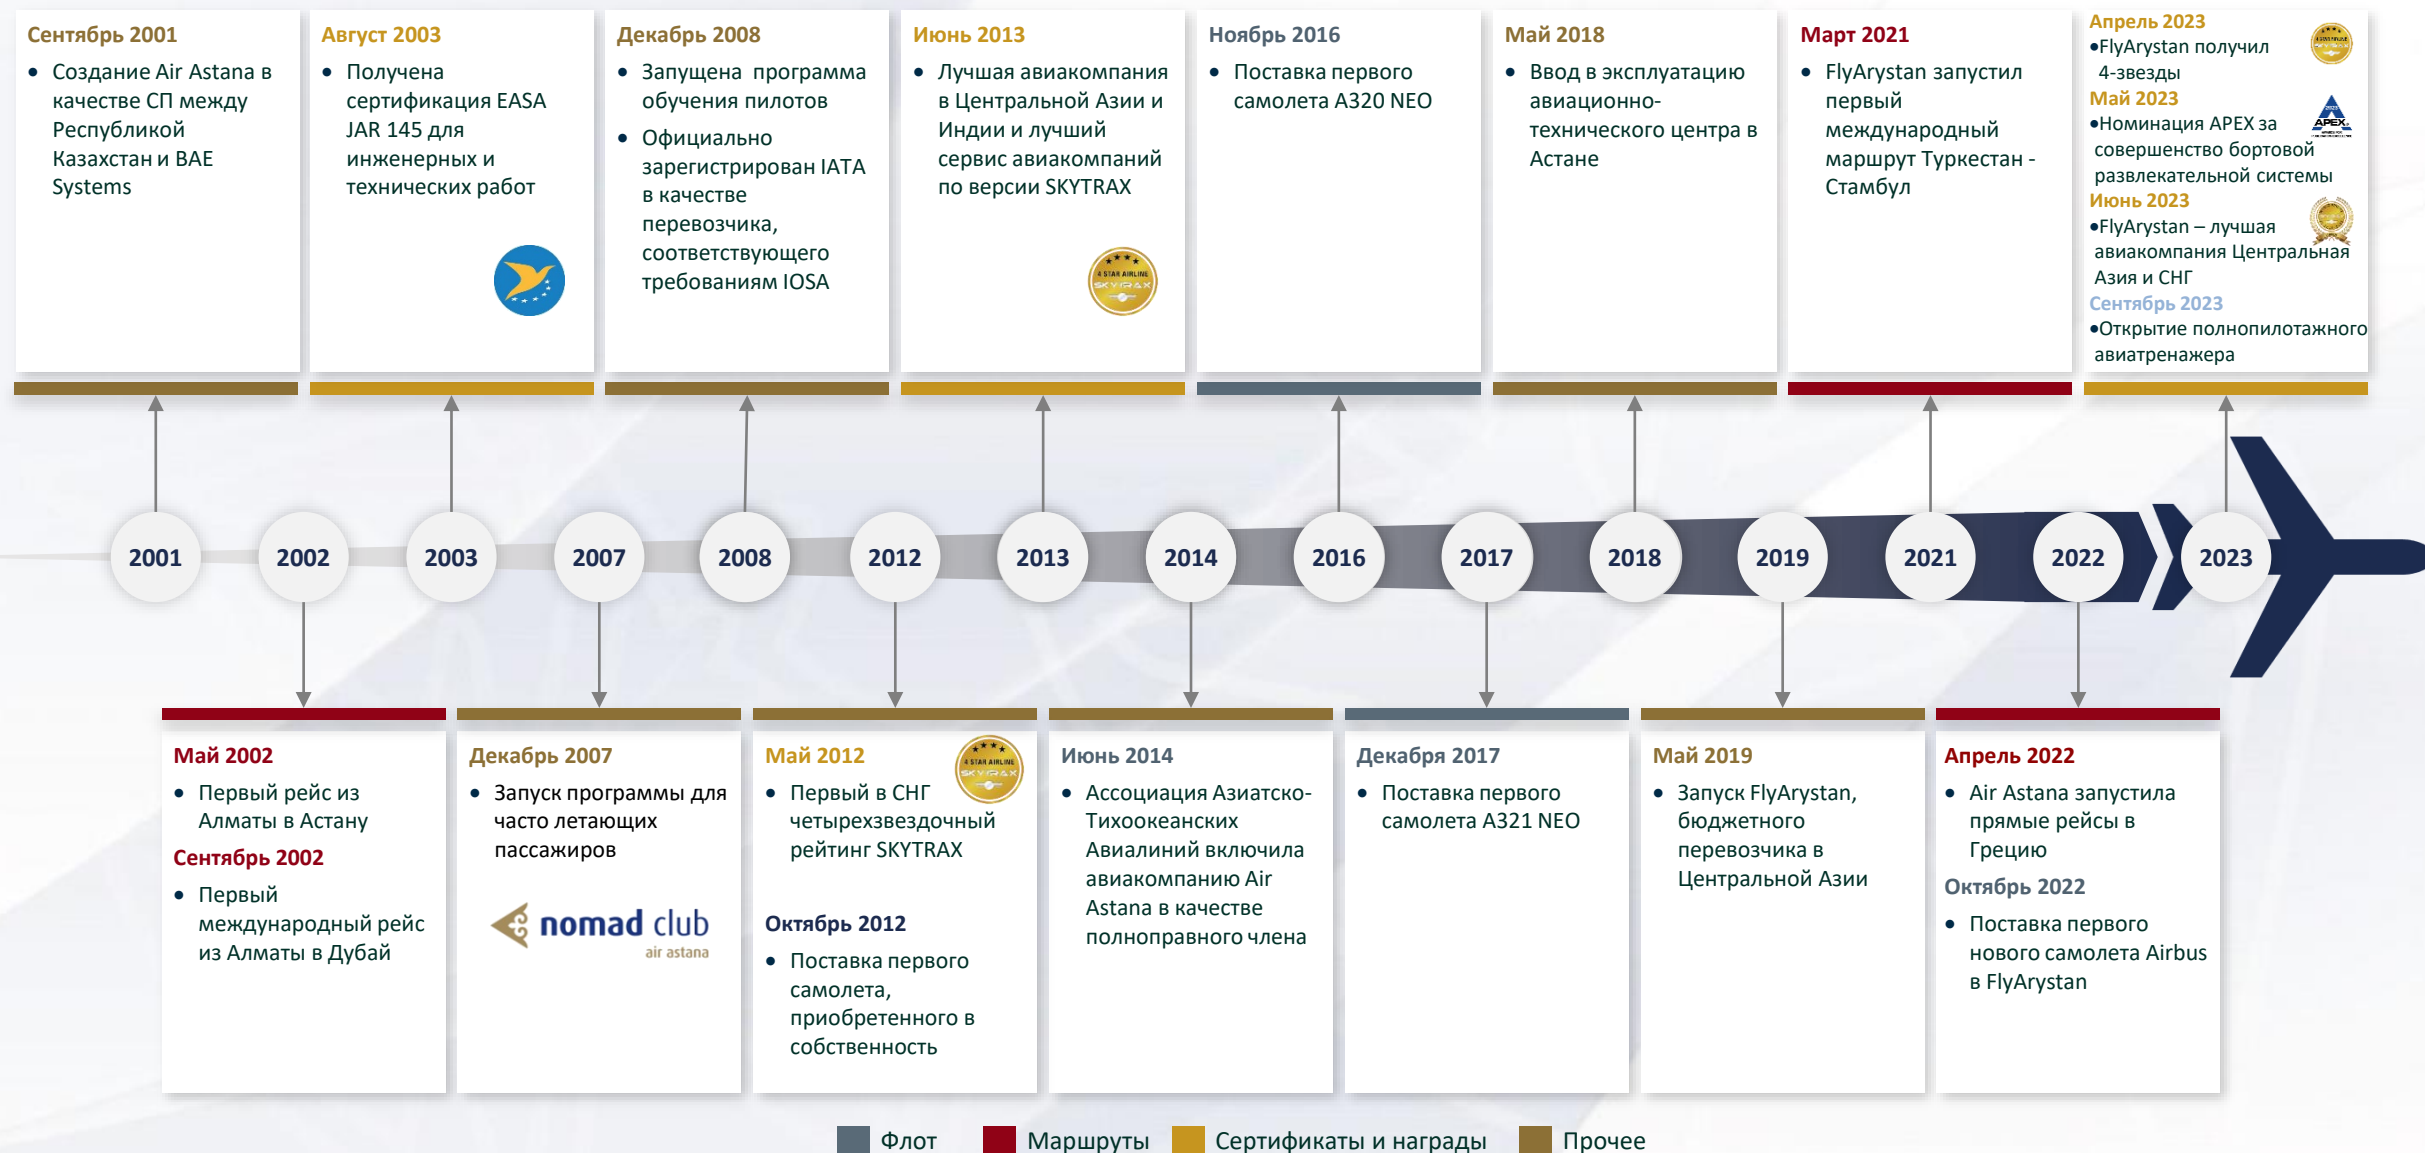 Сентябрь 2001
• Создание Air Astana в
качестве СП между
Республикой
Казахстан и BAE
Systems
Август 2003
• Получена
сертификация EASA
JAR 145 для
инженерных и
технических работ
Декабрь 2008
• Запущена программа
обучения пилотов
• Официально
зарегистрирован IATA
в качестве
перевозчика,
соответствующего
требованиям IOSA
Июнь 2013
• Лучшая авиакомпания
в Центральной Азии и
Индии и лучший
сервис авиакомпаний
по версии SKYTRAX
4 STAR AIRLINE
SKYTRAX
Ноябрь 2016
• Поставка первого
самолета A320 NEO
Май 2018
• Ввод в эксплуатацию
авиационно-
технического центра в
Астане
Март 2021
• FlyArystan запустил
первый
международный
маршрут Туркестан -
Стамбул
Апрель 2023
•FlyArystan получил
4-звезды
Май 2023
•Номинация APEX за
совершенство бортовой
развлекательной системы
APEX
Июнь 2023
•FlyArystan – лучшая
авиакомпания Центральная
Азия и СНГ
Сентябрь 2023
•Открытие полнопилотажного
авиатренажера
2001
2002
2003
2007
2008
2012
2013
2014
2016
2017
2018
2019
2021
2022
2023
Май 2002
• Первый рейс из
Алматы в Астану
Сентябрь 2002
• Первый
международный рейс
из Алматы в Дубай
Декабрь 2007
• Запуск программы для
часто летающих
пассажиров
nomad club
air astana
Май 2012
• Первый в СНГ
четырехзвездочный
рейтинг SKYTRAX
4 STAR AIRLINE
SKYTRAX
Октябрь 2012
• Поставка первого
самолета,
приобретенного в
собственность
Июнь 2014
• Ассоциация Азиатско-
Тихоокеанских
Авиалиний включила
авиакомпанию Air
Astana в качестве
полноправного члена
Декабря 2017
• Поставка первого
самолета A321 NEO
Май 2019
• Запуск FlyArystan,
бюджетного
перевозчика в
Центральной Азии
Апрель 2022
• Air Astana запустила
прямые рейсы в
Грецию
Октябрь 2022
• Поставка первого
нового самолета Airbus
в FlyArystan
Флот
Маршруты
Сертификаты и награды
Прочее